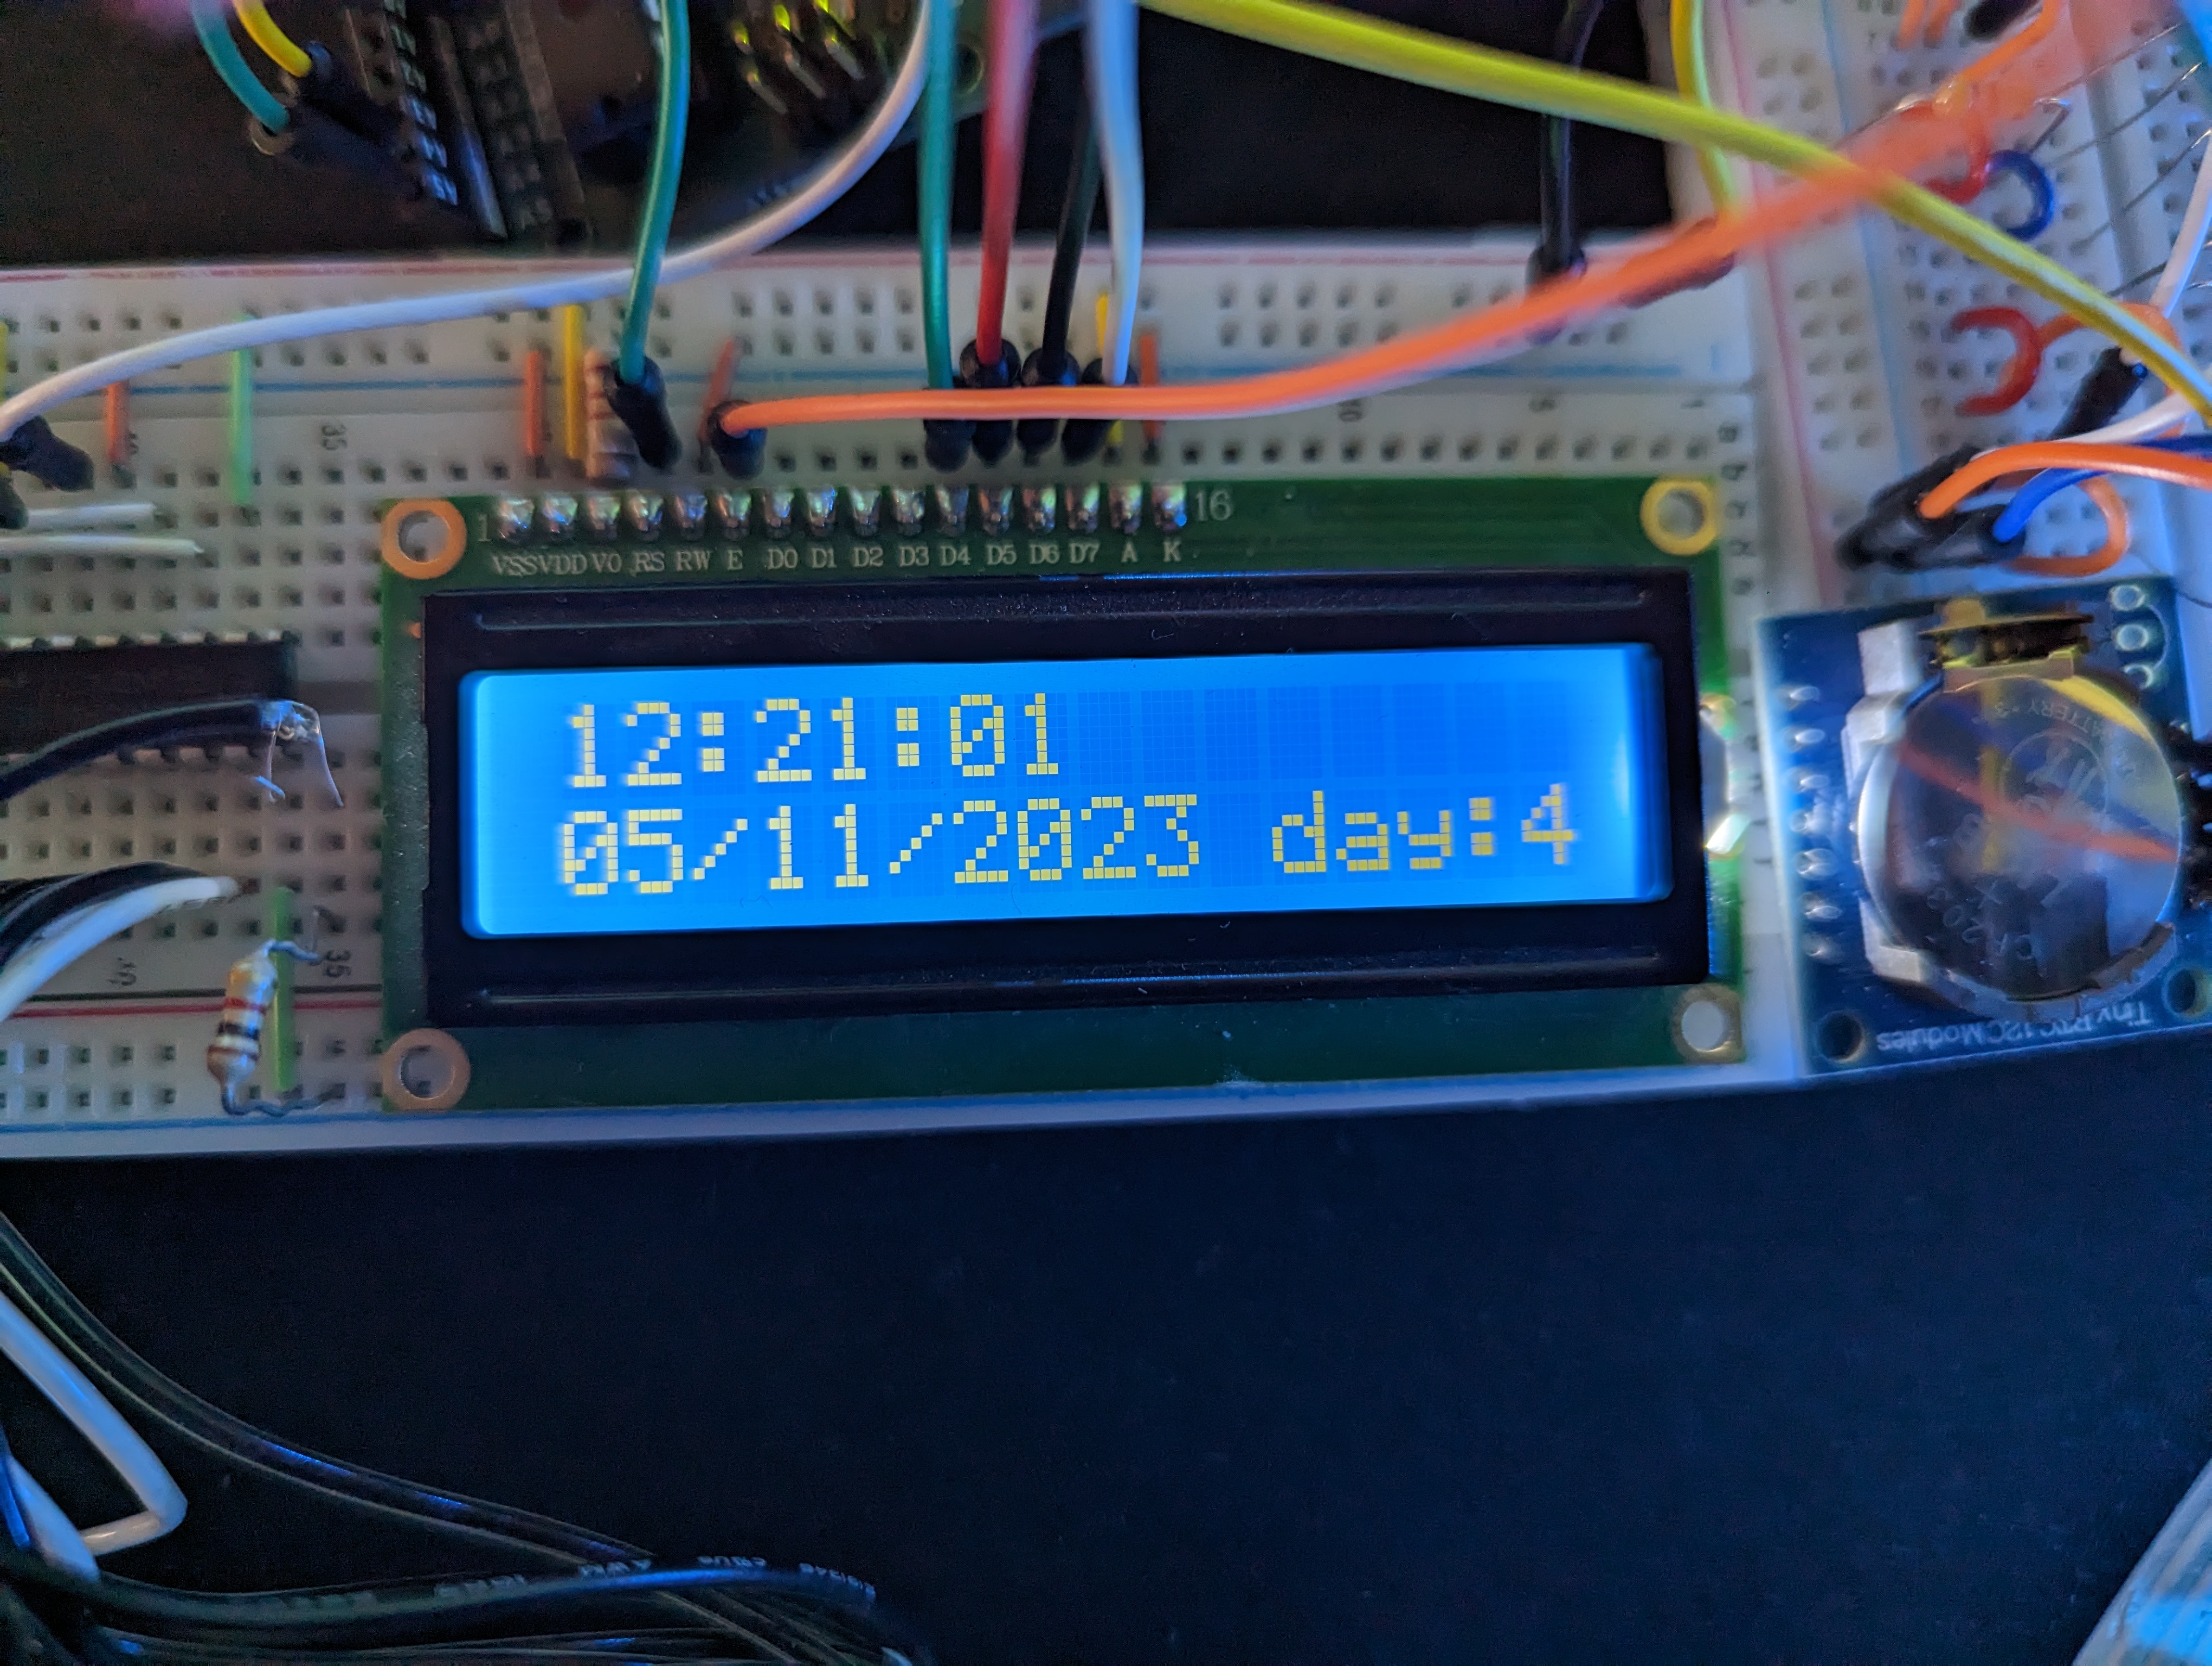 1 16
VSS VDD V0 RS RW E D0 D1 D2 D3 D4 D5 D6 D7 A K
12:21:01
05/11/2023 day:4
35
35
Tiny RTC I2C Modules